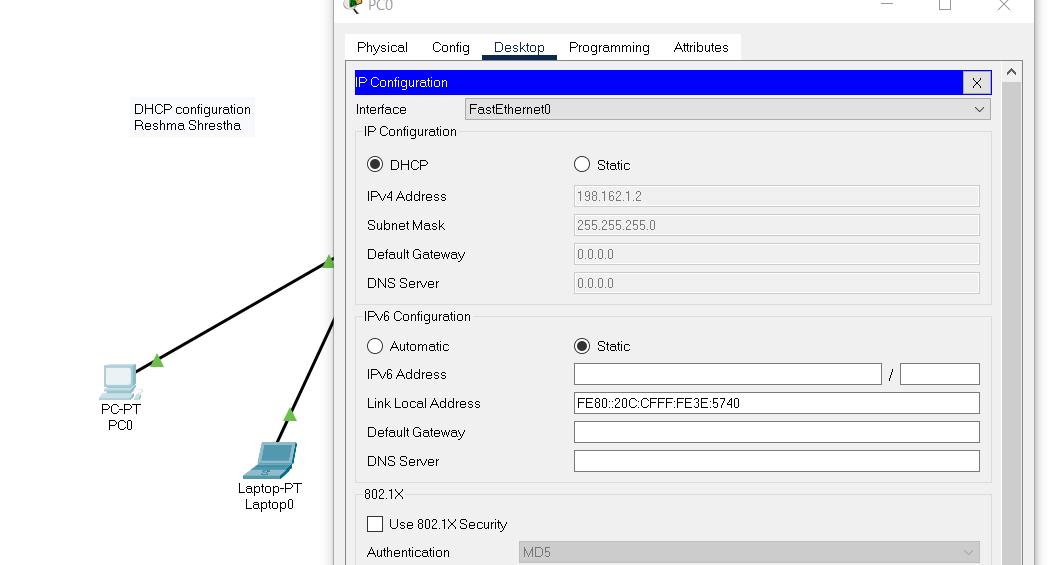 PC0
Physical Config Desktop Programming Attributes
IP Configuration X
Interface FastEthernet0
IP Configuration
DHCP Static
IPv4 Address 198.162.1.2
Subnet Mask 255.255.255.0
Default Gateway 0.0.0.0
DNS Server 0.0.0.0
IPv6 Configuration
Automatic Static
IPv6 Address /
Link Local Address FE80::20C:CFFF:FE3E:5740
Default Gateway
DNS Server
802.1X
Use 802.1X Security
Authentication MD5
DHCP configuration
Reshma Shrestha
PC-PT
PC0
Laptop-PT
Laptop0